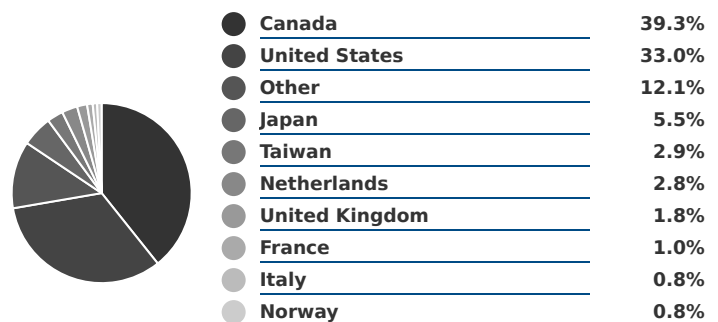 Canada 39.3%
United States 33.0%
Other 12.1%
Japan 5.5%
Taiwan 2.9%
Netherlands 2.8%
United Kingdom 1.8%
France 1.0%
Italy 0.8%
Norway 0.8%